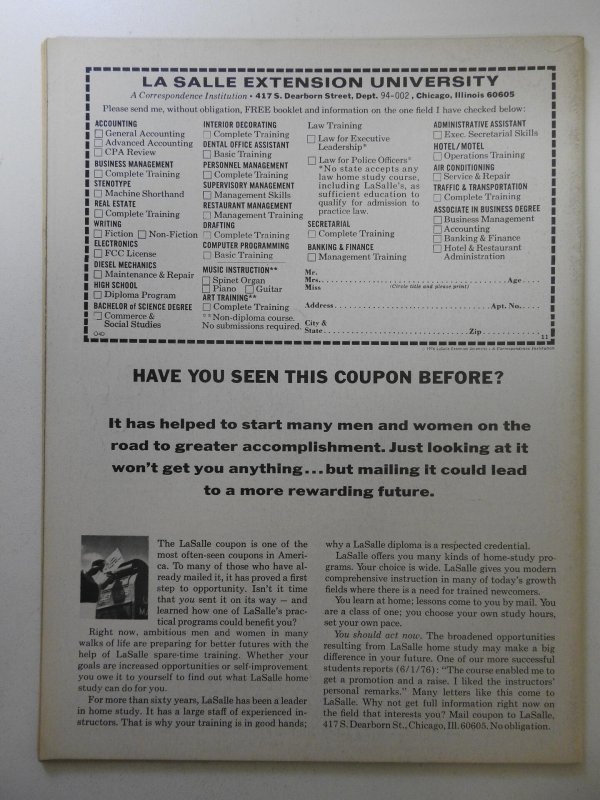 LA SALLE EXTENSION UNIVERSITY
A Correspondence Institution • 417 S. Dearborn Street, Dept. 94-002, Chicago, Illinois 60605
Please send me, without obligation, FREE booklet and information on the one field I have checked below:
ACCOUNTING
General Accounting
Advanced Accounting
CPA Review
BUSINESS MANAGEMENT
Complete Training
STENOTYPE
Machine Shorthand
REAL ESTATE
Complete Training
WRITING
Fiction Non-Fiction
ELECTRONICS
FCC License
DIESEL MECHANICS
Maintenance & Repair
HIGH SCHOOL
Diploma Program
BACHELOR of SCIENCE DEGREE
Commerce &
Social Studies
INTERIOR DECORATING
Complete Training
DENTAL OFFICE ASSISTANT
Basic Training
PERSONNEL MANAGEMENT
Complete Training
SUPERVISORY MANAGEMENT
Management Skills
RESTAURANT MANAGEMENT
Management Training
DRAFTING
Complete Training
COMPUTER PROGRAMMING
Basic Training
MUSIC INSTRUCTION**
Spinet Organ
Piano Guitar
ART TRAINING**
Complete Training
**Non-diploma course.
No submissions required.
Law Training
Law for Executive
Leadership*
Law for Police Officers*
*No state accepts any
law home study course,
including LaSalle's, as
sufficient education to
qualify for admission to
practice law.
SECRETARIAL
Complete Training
BANKING & FINANCE
Management Training
ADMINISTRATIVE ASSISTANT
Exec. Secretarial Skills
HOTEL/MOTEL
Operations Training
AIR CONDITIONING
Service & Repair
TRAFFIC & TRANSPORTATION
Complete Training
ASSOCIATE IN BUSINESS DEGREE
Business Management
Accounting
Banking & Finance
Hotel & Restaurant
Administration
Mr.
Mrs. Age
Miss (Circle title and please print)
Address Apt. No.
City &
State Zip
11
HAVE YOU SEEN THIS COUPON BEFORE?
It has helped to start many men and women on the
road to greater accomplishment. Just looking at it
won't get you anything...but mailing it could lead
to a more rewarding future.
The LaSalle coupon is one of the
most often-seen coupons in Ameri-
ca. To many of those who have al-
ready mailed it, it has proved a first
step to opportunity. Isn't it time
that you sent it on its way – and
learned how one of LaSalle's prac-
tical programs could benefit you?
Right now, ambitious men and women in many
walks of life are preparing for better futures with the
help of LaSalle spare-time training. Whether your
goals are increased opportunities or self-improvement
you owe it to yourself to find out what LaSalle home
study can do for you.
For more than sixty years, LaSalle has been a leader
in home study. It has a large staff of experienced in-
structors. That is why your training is in good hands;
why a LaSalle diploma is a respected credential.
LaSalle offers you many kinds of home-study pro-
grams. Your choice is wide. LaSalle gives you modern
comprehensive instruction in many of today's growth
fields where there is a need for trained newcomers.
You learn at home; lessons come to you by mail. You
are a class of one; you choose your own study hours,
set your own pace.
You should act now. The broadened opportunities
resulting from LaSalle home study may make a big
difference in your future. One of our more successful
students reports (6/1/76): "The course enabled me to
get a promotion and a raise. I liked the instructors'
personal remarks." Many letters like this come to
LaSalle. Why not get full information right now on
the field that interests you? Mail coupon to LaSalle,
417 S. Dearborn St., Chicago, Ill. 60605. No obligation.